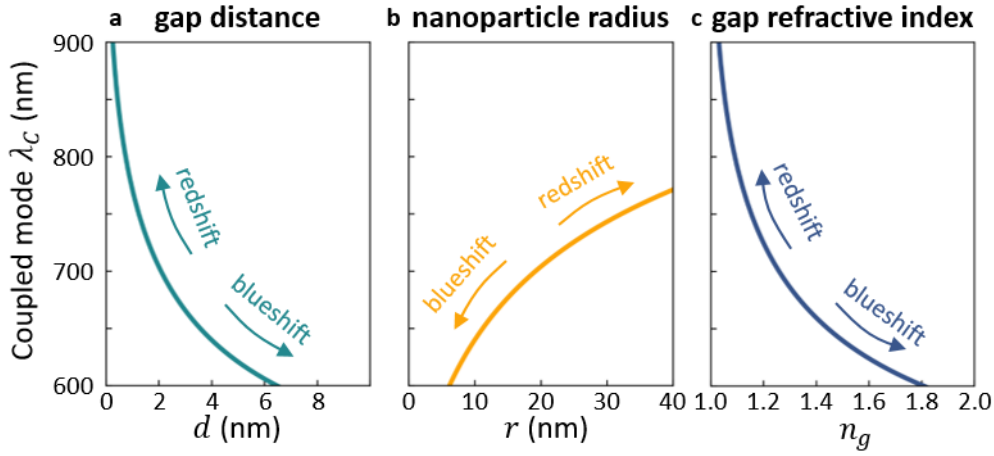 a gap distance
b nanoparticle radius
c gap refractive index
Coupled mode λ_C (nm)
900
800
700
600
redshift
blueshift
0 2 4 6 8
d (nm)
redshift
blueshift
0 10 20 30 40
r (nm)
redshift
blueshift
1.0 1.2 1.4 1.6 1.8 2.0
n_g